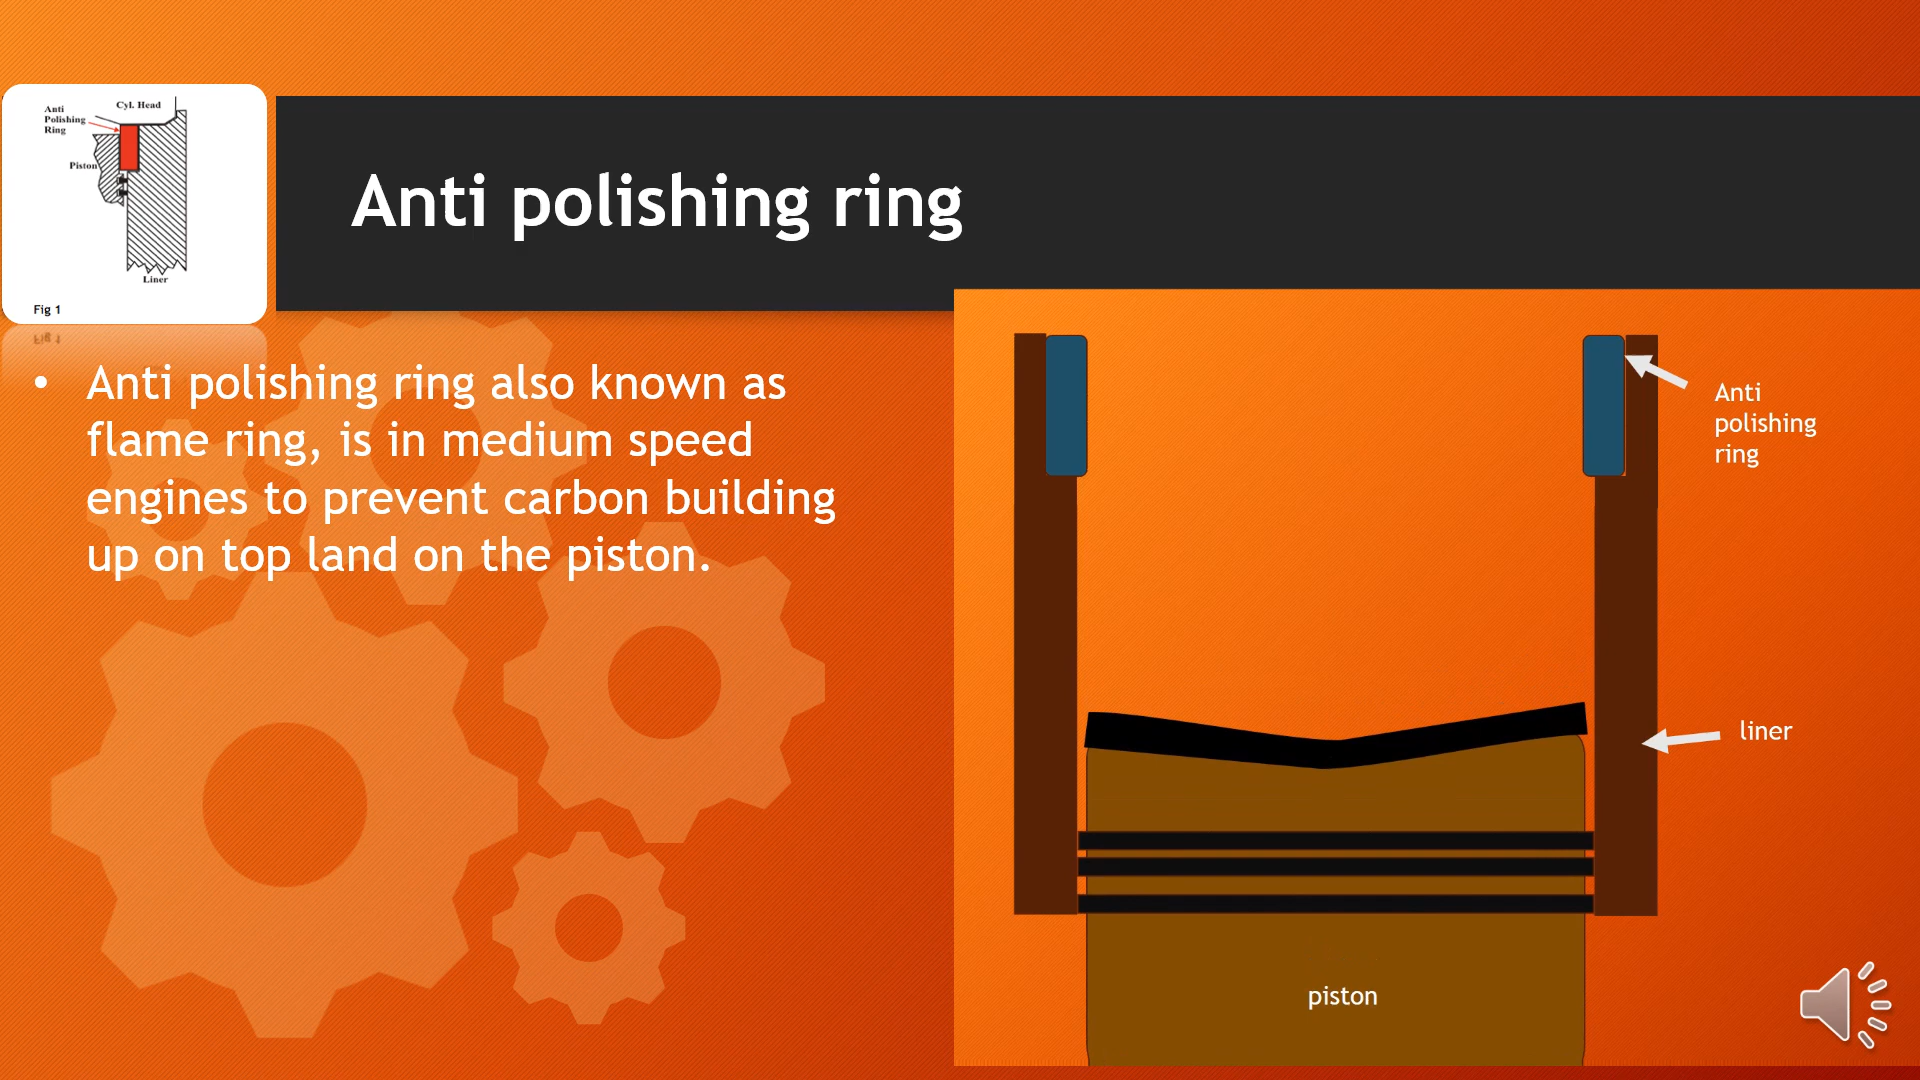 Anti
Polishing
Ring
Cyl. Head
Piston
Liner
Fig 1
Anti polishing ring
• Anti polishing ring also known as
flame ring, is in medium speed
engines to prevent carbon building
up on top land on the piston.
Anti
polishing
ring
liner
piston